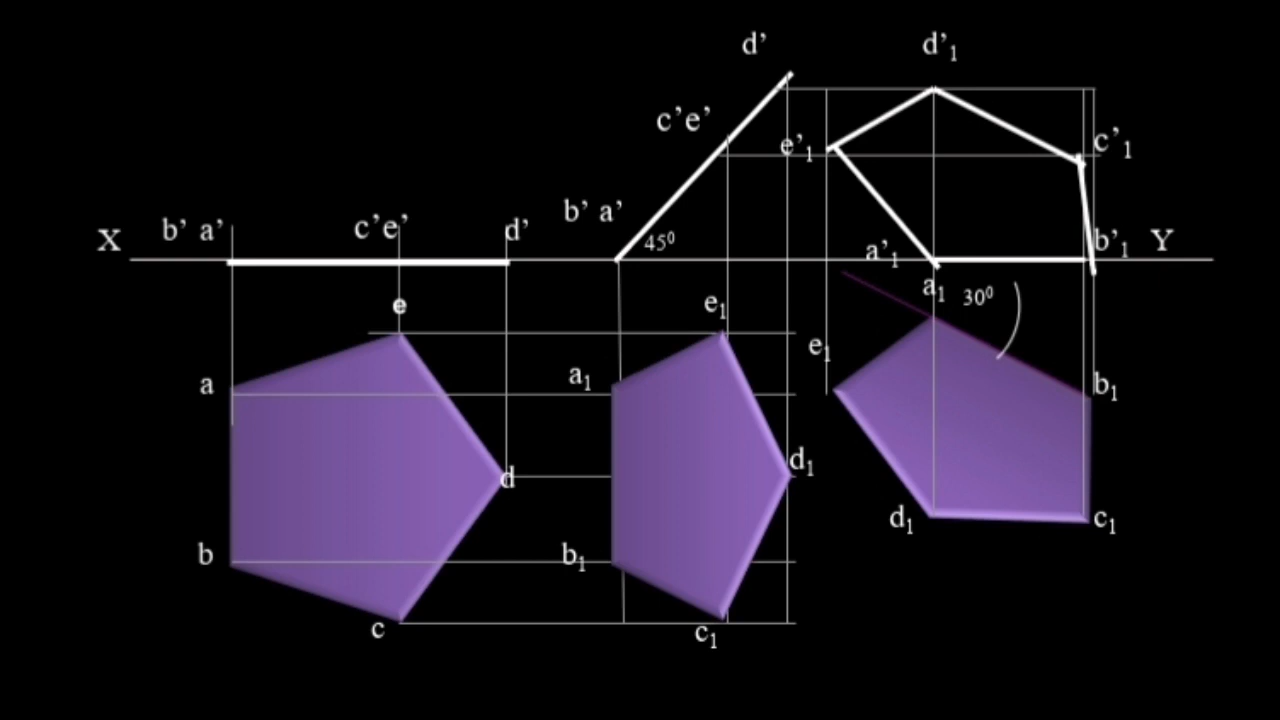 d’ d’₁
c’e’ e’₁ c’₁
X b’ a’ c’e’ d’ b’ a’ 45⁰ a’₁ b’₁ Y
e e₁ a₁ 30⁰
a a₁ e₁ b₁
d d₁
b b₁ d₁ c₁
c c₁